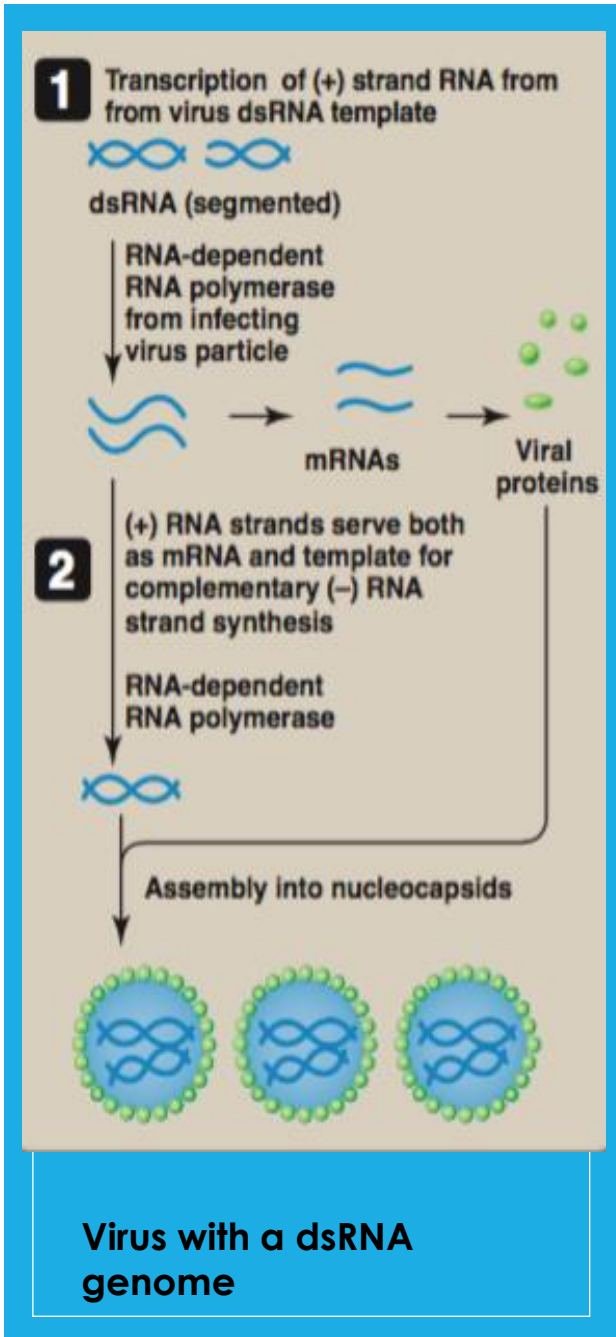 1
Transcription of (+) strand RNA from
from virus dsRNA template
dsRNA (segmented)
RNA-dependent
RNA polymerase
from infecting
virus particle
mRNAs
Viral
proteins
2
(+) RNA strands serve both
as mRNA and template for
complementary (–) RNA
strand synthesis
RNA-dependent
RNA polymerase
Assembly into nucleocapsids
Virus with a dsRNA
genome